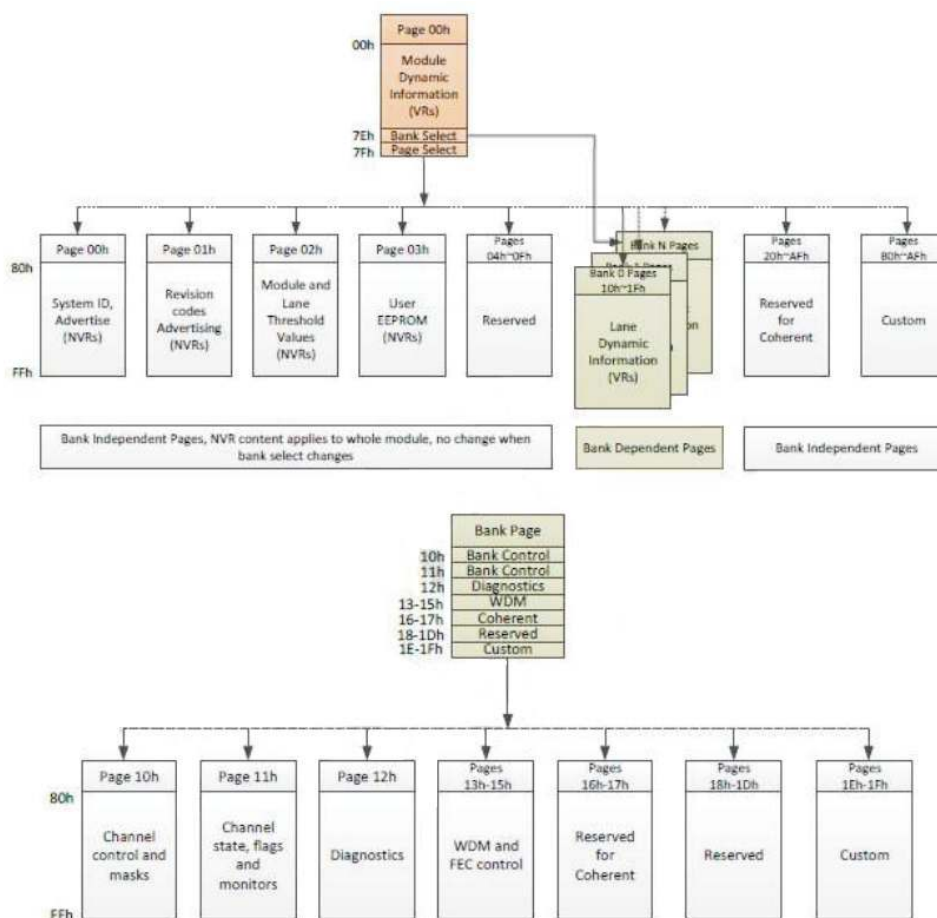 Page 00h
00h
Module
Dynamic
Information
(VRs)
7Eh
Bank Select
7Fh
Page Select
Page 00h
80h
System ID,
Advertise
(NVRs)
FFh
Page 01h
Revision
codes
Advertising
(NVRs)
Page 02h
Module and
Lane
Threshold
Values
(NVRs)
Page 03h
User
EEPROM
(NVRs)
Pages
04h~0Fh
Reserved
Bank N Pages
Bank 0 Pages
10h~1Fh
Lane
Dynamic
Information
(VRs)
Pages
20h~AFh
Reserved
for
Coherent
Pages
B0h~AFh
Custom
Bank Independent Pages, NVR content applies to whole module, no change when
bank select changes
Bank Dependent Pages
Bank Independent Pages
Bank Page
10h
Bank Control
11h
Bank Control
12h
Diagnostics
13-15h
WDM
16-17h
Coherent
18-1Dh
Reserved
1E-1Fh
Custom
Page 10h
80h
Channel
control and
masks
FFh
Page 11h
Channel
state, flags
and
monitors
Page 12h
Diagnostics
Pages
13h-15h
WDM and
FEC control
Pages
16h-17h
Reserved
for
Coherent
Pages
18h-1Dh
Reserved
Pages
1Eh-1Fh
Custom